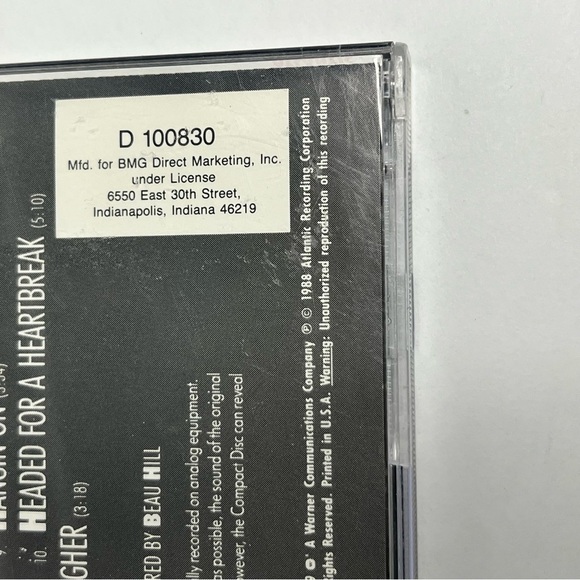 D 100830
Mfd. for BMG Direct Marketing, Inc.
under License
6550 East 30th Street,
Indianapolis, Indiana 46219
HANGIN ON
10. HEADED FOR A HEARTBREAK (5:10)
GHER (3:18)
RED BY BEAU HILL
lly recorded on analog equipment.
as possible, the sound of the original
owever, the Compact Disc can reveal
A Warner Communications Company ℗ © 1988 Atlantic Recording Corporation
Rights Reserved. Printed in U.S.A. Warning: Unauthorized reproduction of this recording